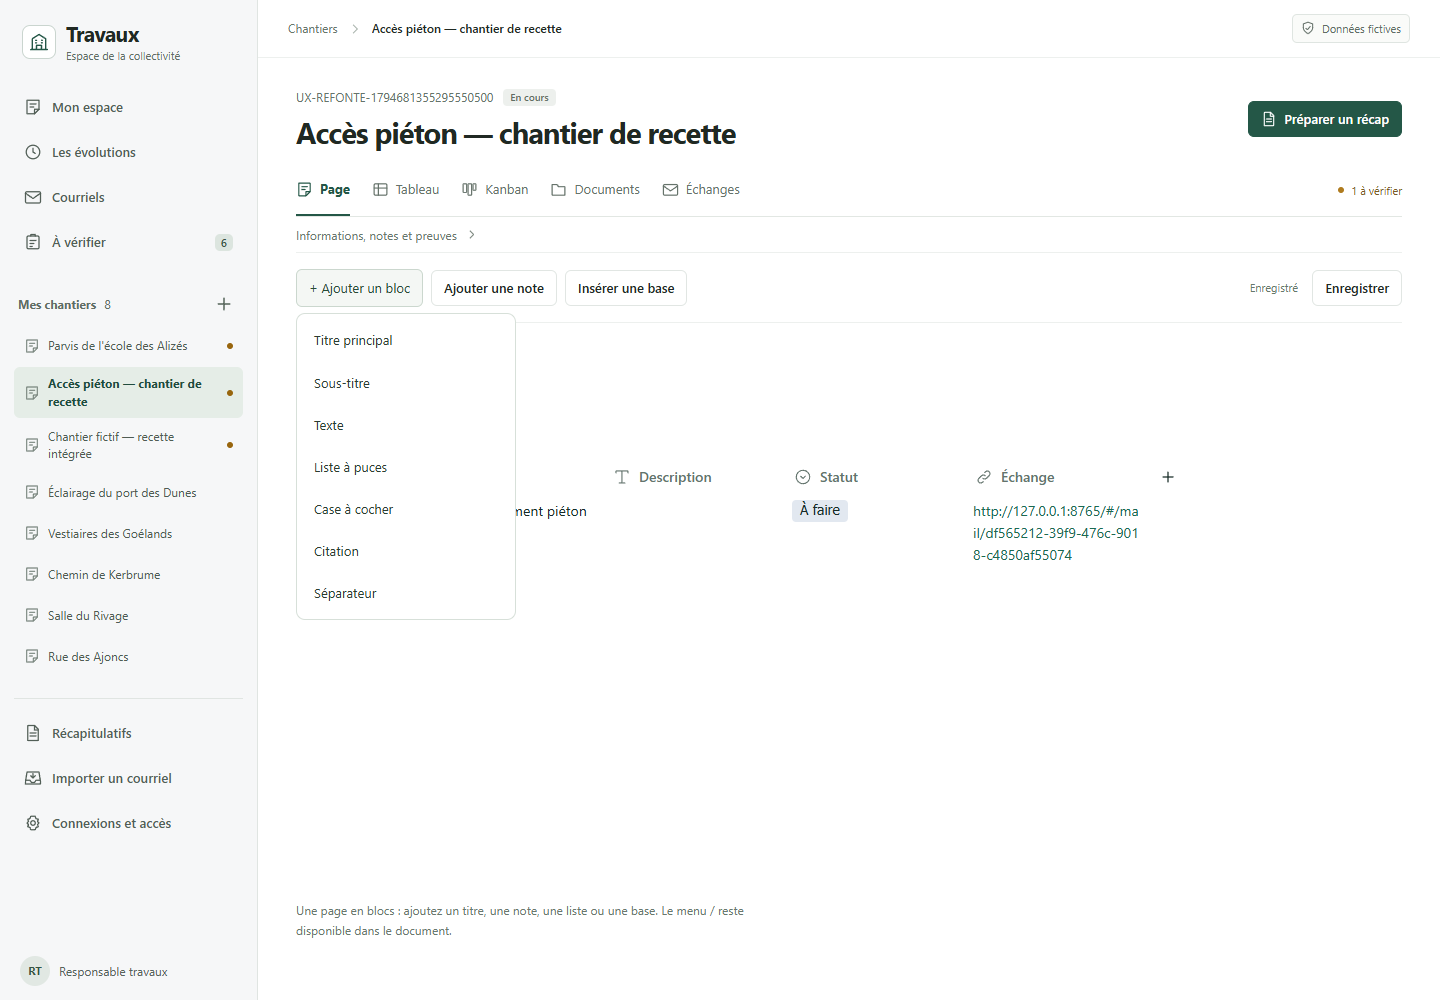 Travaux
Espace de la collectivité
Mon espace
Les évolutions
Courriels
À vérifier 6
Mes chantiers 8
Parvis de l'école des Alizés
Accès piéton — chantier de
recette
Chantier fictif — recette
intégrée
Éclairage du port des Dunes
Vestiaires des Goélands
Chemin de Kerbrume
Salle du Rivage
Rue des Ajoncs
Récapitulatifs
Importer un courriel
Connexions et accès
RT Responsable travaux
Chantiers Accès piéton — chantier de recette
Données fictives
UX-REFONTE-1794681355295550500 En cours
Accès piéton — chantier de recette
Préparer un récap
Page Tableau Kanban Documents Échanges
1 à vérifier
Informations, notes et preuves
+ Ajouter un bloc Ajouter une note Insérer une base
Enregistré Enregistrer
Titre principal
Sous-titre
Texte
Liste à puces
Case à cocher
Citation
Séparateur
Description Statut Échange
ment piéton À faire http://127.0.0.1:8765/#/ma
il/df565212-39f9-476c-901
8-c4850af55074
Une page en blocs : ajoutez un titre, une note, une liste ou une base. Le menu / reste
disponible dans le document.